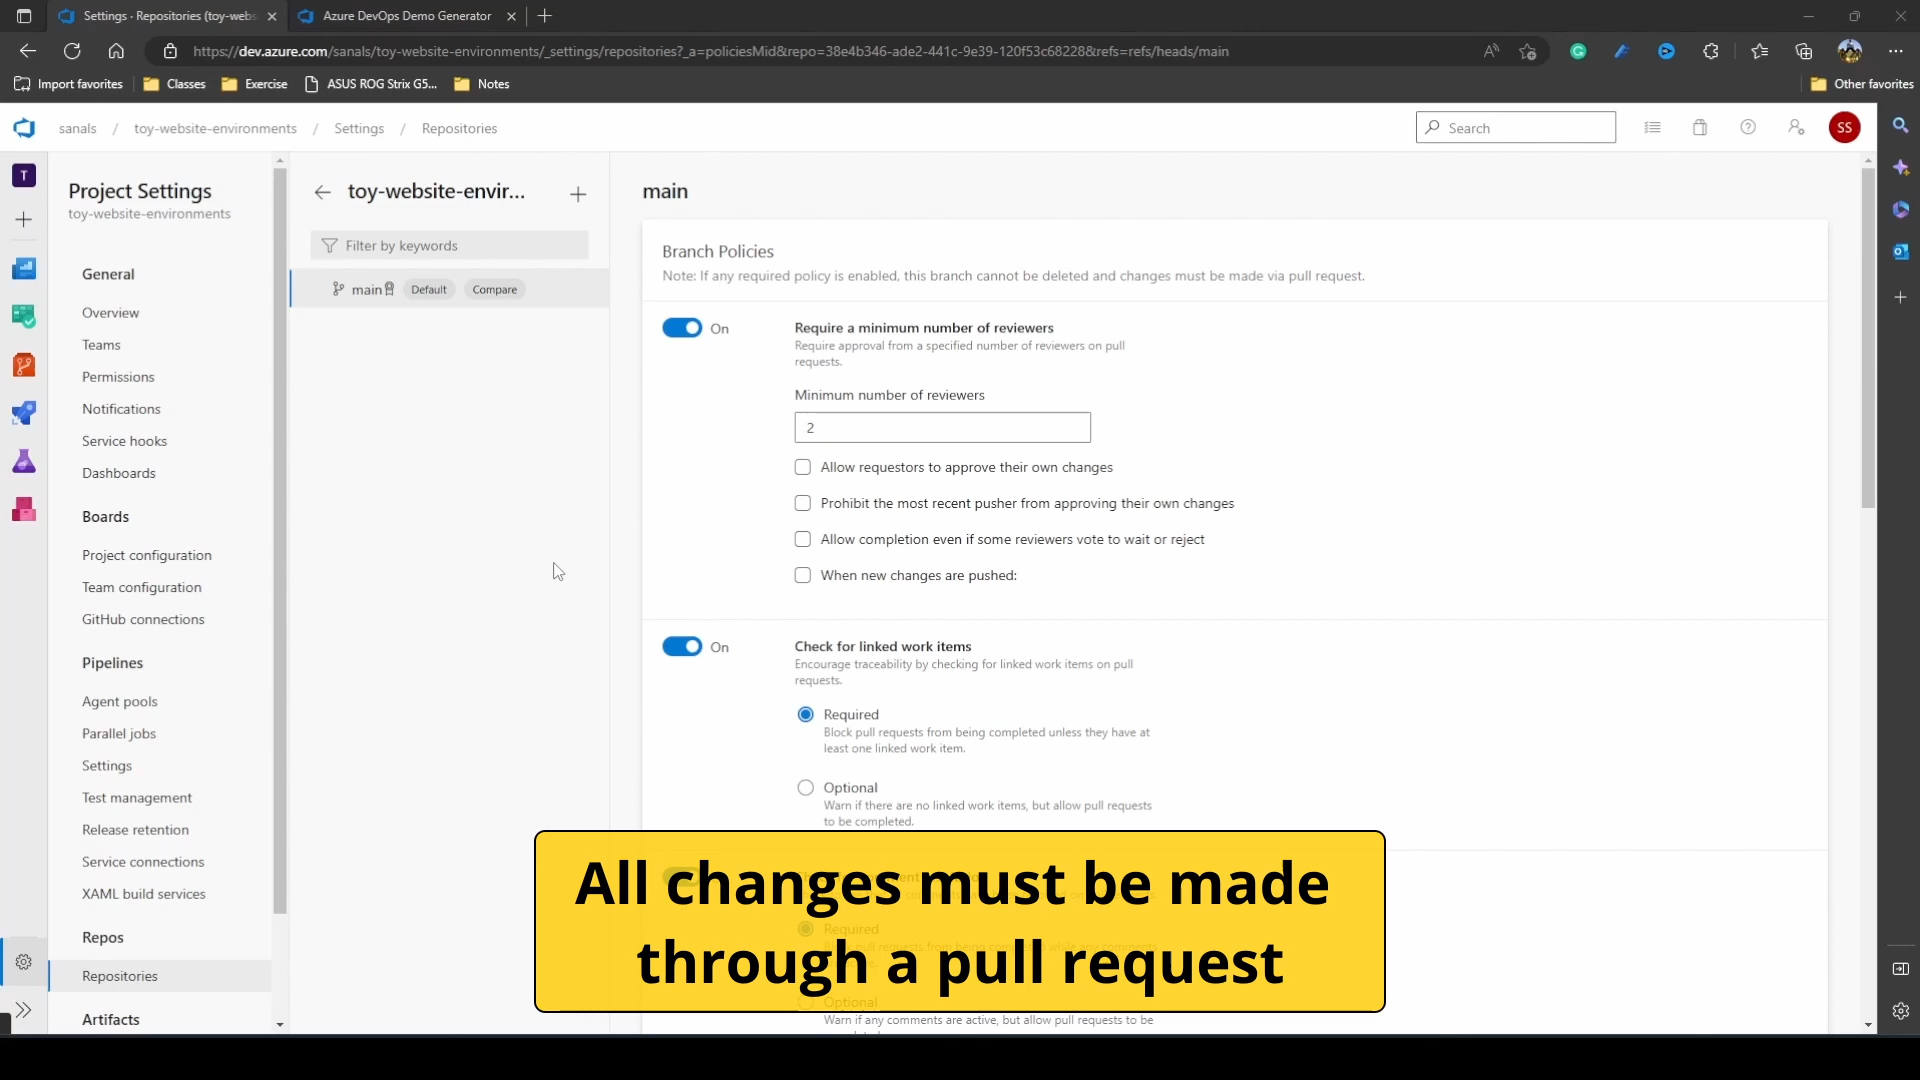 Settings · Repositories (toy-webs
Azure DevOps Demo Generator
https://dev.azure.com/sanals/toy-website-environments/_settings/repositories?_a=policiesMid&repo=38e4b346-ade2-441c-9e39-120f53c68228&refs=refs/heads/main
Import favorites
Classes
Exercise
ASUS ROG Strix G5...
Notes
Other favorites
sanals / toy-website-environments / Settings / Repositories
Search
SS
T
Project Settings
toy-website-environments
General
Overview
Teams
Permissions
Notifications
Service hooks
Dashboards
Boards
Project configuration
Team configuration
GitHub connections
Pipelines
Agent pools
Parallel jobs
Settings
Test management
Release retention
Service connections
XAML build services
Repos
Repositories
Artifacts
toy-website-envir...
Filter by keywords
main Default Compare
main
Branch Policies
Note: If any required policy is enabled, this branch cannot be deleted and changes must be made via pull request.
On
Require a minimum number of reviewers
Require approval from a specified number of reviewers on pull
requests.
Minimum number of reviewers
2
Allow requestors to approve their own changes
Prohibit the most recent pusher from approving their own changes
Allow completion even if some reviewers vote to wait or reject
When new changes are pushed:
On
Check for linked work items
Encourage traceability by checking for linked work items on pull
requests.
Required
Block pull requests from being completed unless they have at
least one linked work item.
Optional
Warn if there are no linked work items, but allow pull requests
to be completed.
All changes must be made
through a pull request
Required
Optional
Warn if any comments are active, but allow pull requests to be